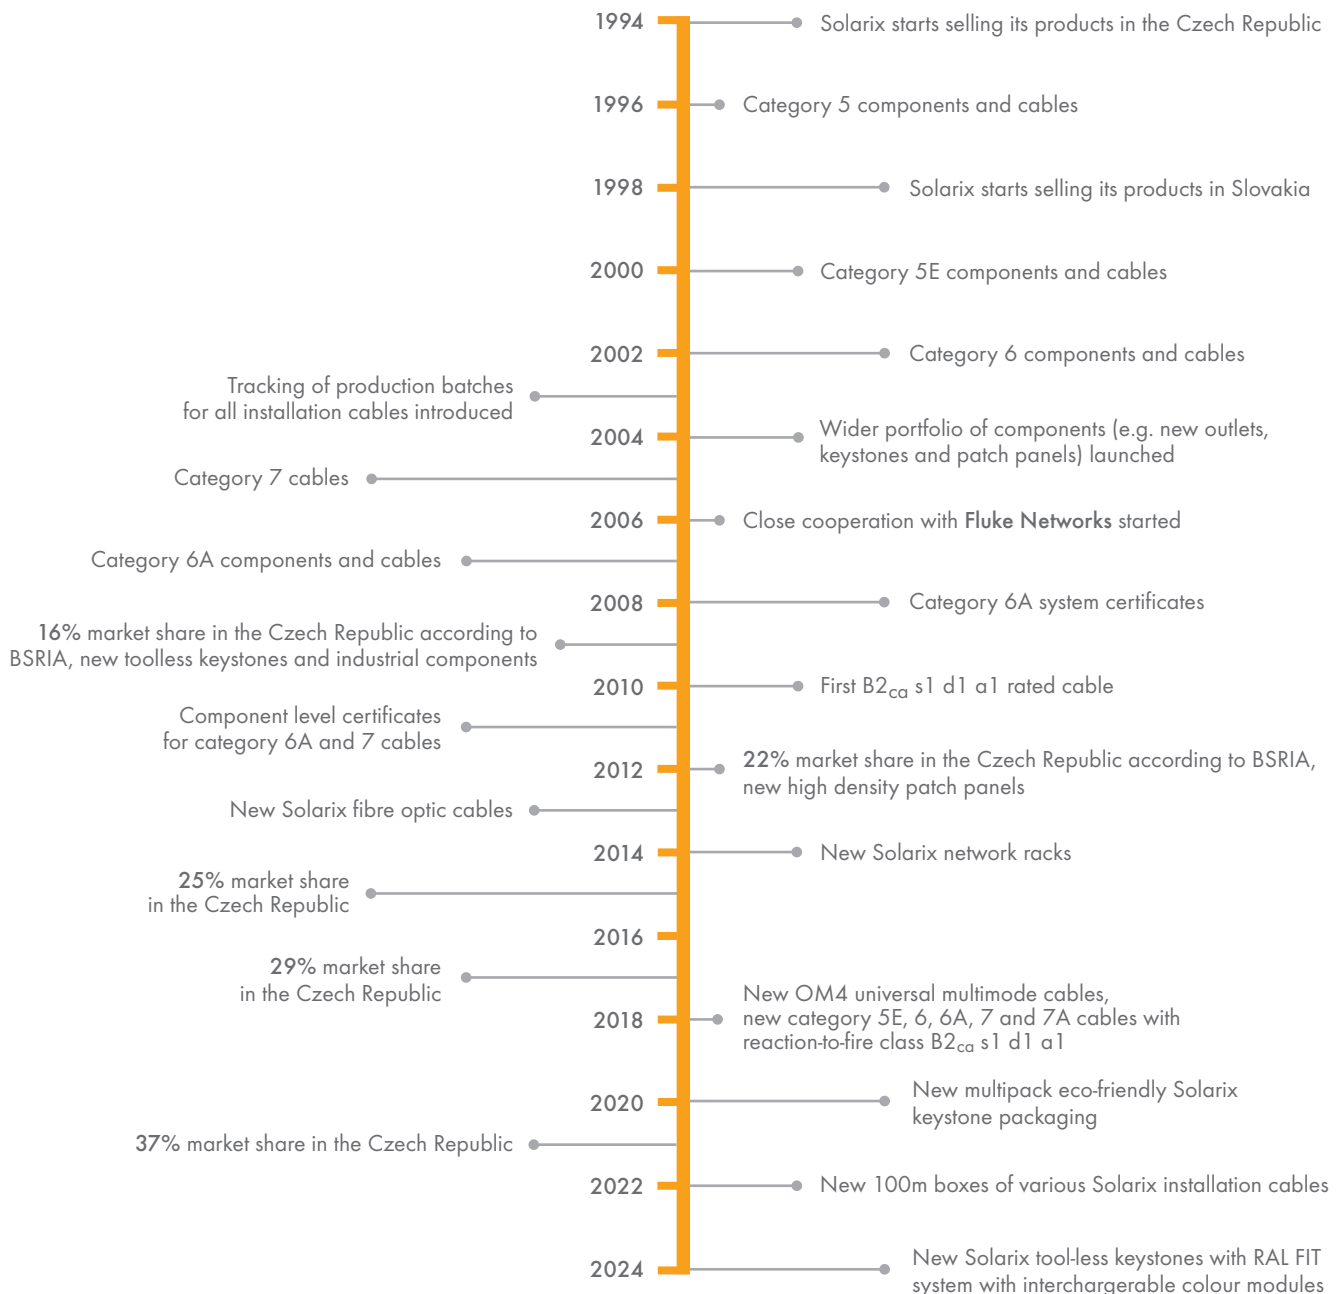 1994
Solarix starts selling its products in the Czech Republic
1996
Category 5 components and cables
1998
Solarix starts selling its products in Slovakia
2000
Category 5E components and cables
2002
Category 6 components and cables
Tracking of production batches
for all installation cables introduced
2004
Wider portfolio of components (e.g. new outlets,
keystones and patch panels) launched
Category 7 cables
2006
Close cooperation with Fluke Networks started
Category 6A components and cables
2008
Category 6A system certificates
16% market share in the Czech Republic according to
BSRIA, new toolless keystones and industrial components
2010
First B2ca s1 d1 a1 rated cable
Component level certificates
for category 6A and 7 cables
2012
22% market share in the Czech Republic according to BSRIA,
new high density patch panels
New Solarix fibre optic cables
2014
New Solarix network racks
25% market share
in the Czech Republic
2016
29% market share
in the Czech Republic
2018
New OM4 universal multimode cables,
new category 5E, 6, 6A, 7 and 7A cables with
reaction-to-fire class B2ca s1 d1 a1
2020
New multipack eco-friendly Solarix
keystone packaging
37% market share in the Czech Republic
2022
New 100m boxes of various Solarix installation cables
2024
New Solarix tool-less keystones with RAL FIT
system with interchargerable colour modules